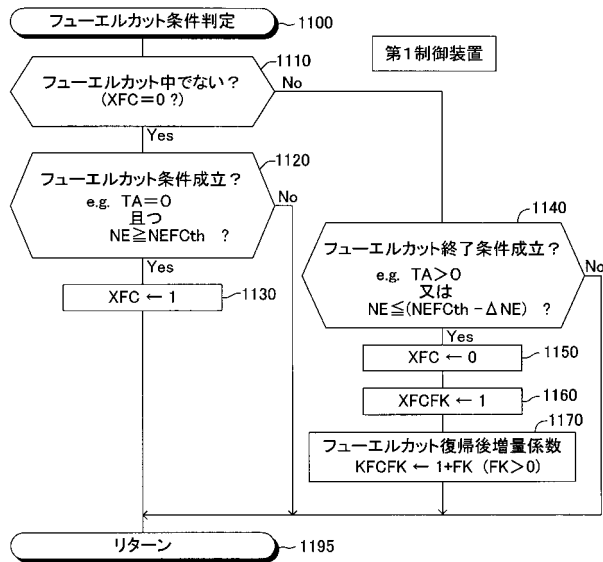 フューエルカット条件判定
1100
第1制御装置
1110
フューエルカット中でない?
(XFC=0 ?)
No
Yes
1120
フューエルカット条件成立?
e.g. TA=0
且つ
NE≧NEFCth ?
No
Yes
1130
XFC ← 1
1140
フューエルカット終了条件成立?
e.g. TA>0
又は
NE≦(NEFCth - ΔNE) ?
No
Yes
1150
XFC ← 0
1160
XFCFK ← 1
1170
フューエルカット復帰後増量係数
KFCFK ← 1+FK (FK>0)
リターン
1195